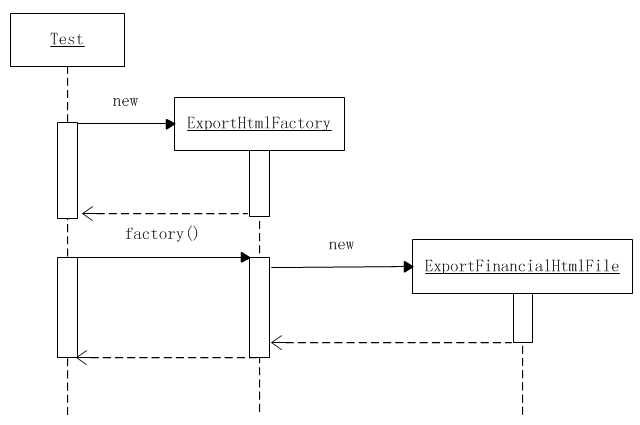 Test
new
ExportHtmlFactory
factory()
new
ExportFinancialHtmlFile